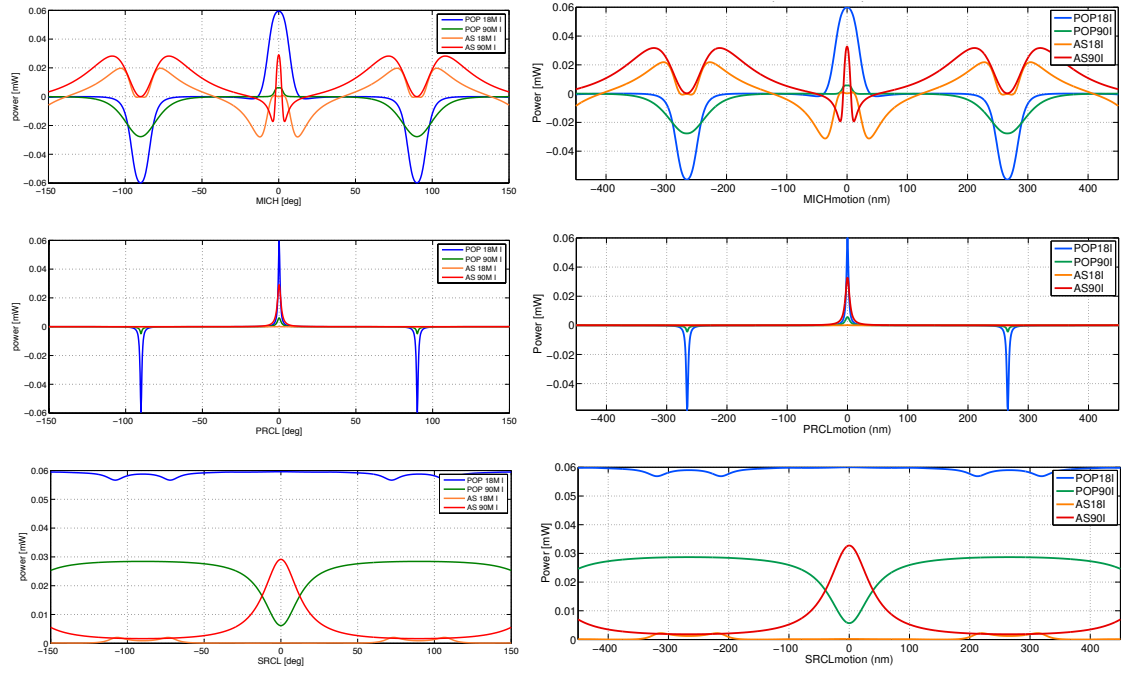 0.06
0.04
0.02
0
−0.02
−0.04
0.06
power [mW]
−150
−100
−50
0
50
100
150
MICH [deg]
POP 18M I
POP 90M I
AS 18M I
AS 90M I
0.06
0.04
0.02
0
−0.02
−0.04
−0.06
Power [mW]
−400
−300
−200
−100
0
100
200
300
400
MICHmotion (nm)
POP18I
POP90I
AS18I
AS90I
0.06
0.04
0.02
0
−0.02
−0.04
−0.06
power [mW]
−150
−100
−50
0
50
100
150
PRCL [deg]
POP 18M I
POP 90M I
AS 18M I
AS 90M I
0.06
0.04
0.02
0
−0.02
−0.04
Power [mW]
−400
−300
−200
−100
0
100
200
300
400
PRCLmotion (nm)
POP18I
POP90I
AS18I
AS90I
0.06
0.05
0.04
0.03
0.02
0.01
0
power [mW]
−150
−100
−50
0
50
100
150
SRCL [deg]
POP 18M I
POP 90M I
AS 18M I
AS 90M I
0.06
0.05
0.04
0.03
0.02
0.01
0
Power [mW]
−400
−300
−200
−100
0
100
200
300
400
SRCLmotion (nm)
POP18I
POP90I
AS18I
AS90I